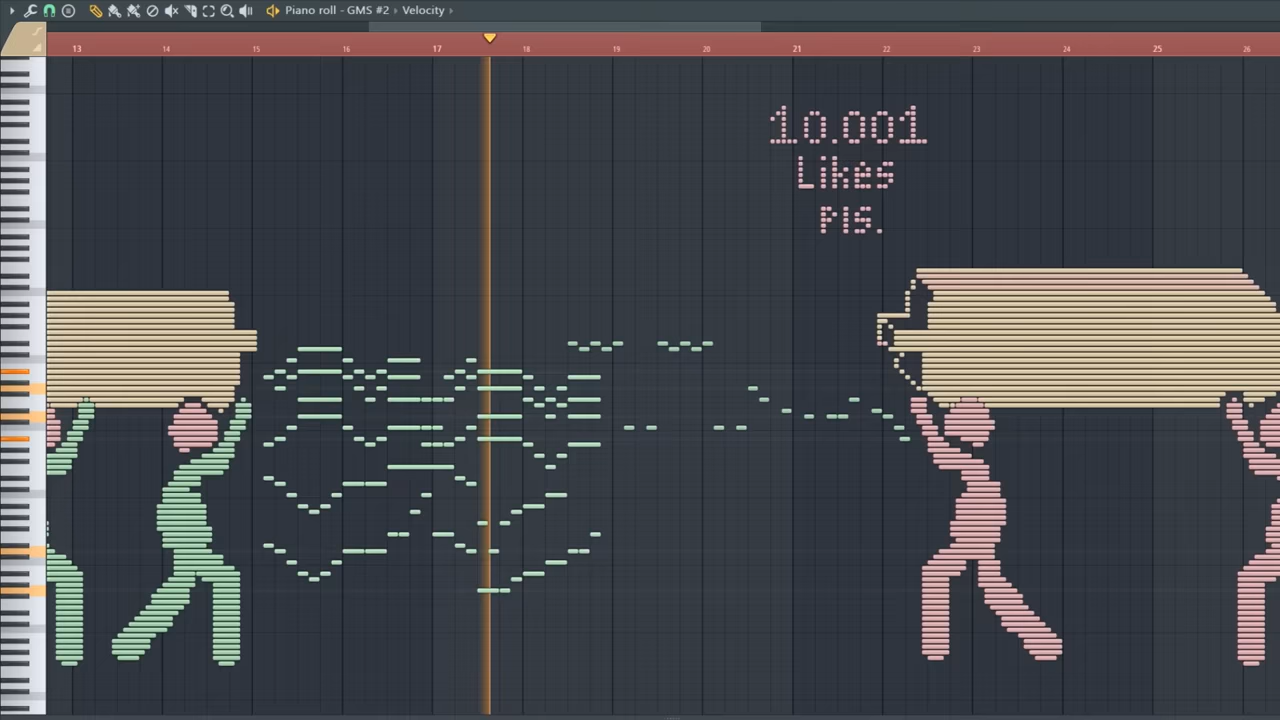 Piano roll - GMS #2 › Velocity ›
13 14 15 16 17 18 19 20 21 22 23 24 25 26
10.001
Likes
PlS.